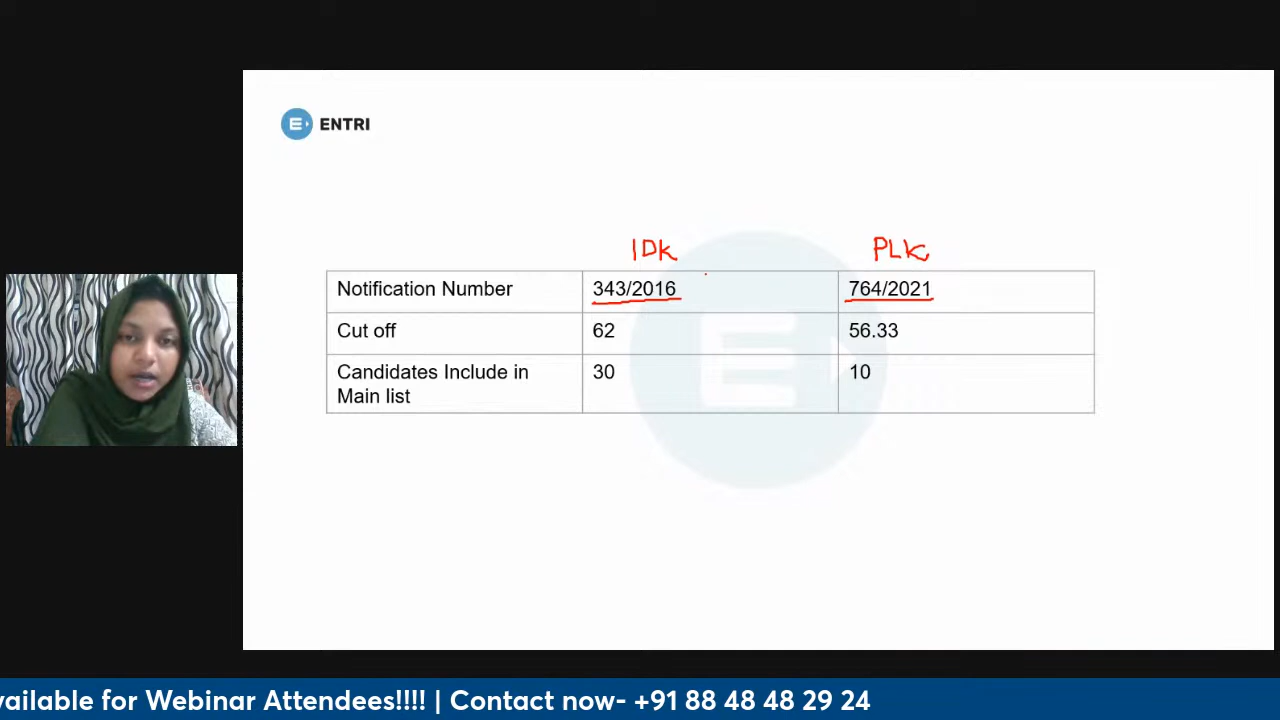 ENTRI
IDK PLK
Notification Number 343/2016 764/2021
Cut off 62 56.33
Candidates Include in 30 10
Main list
vailable for Webinar Attendees!!!! | Contact now- +91 88 48 48 29 24